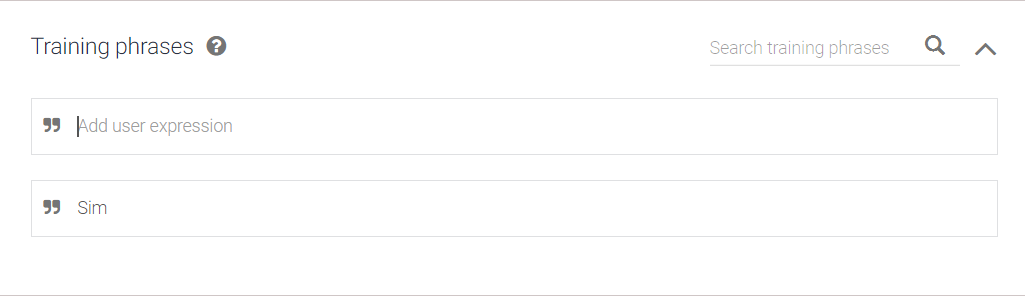 Training phrases
Search training phrases
Add user expression
Sim